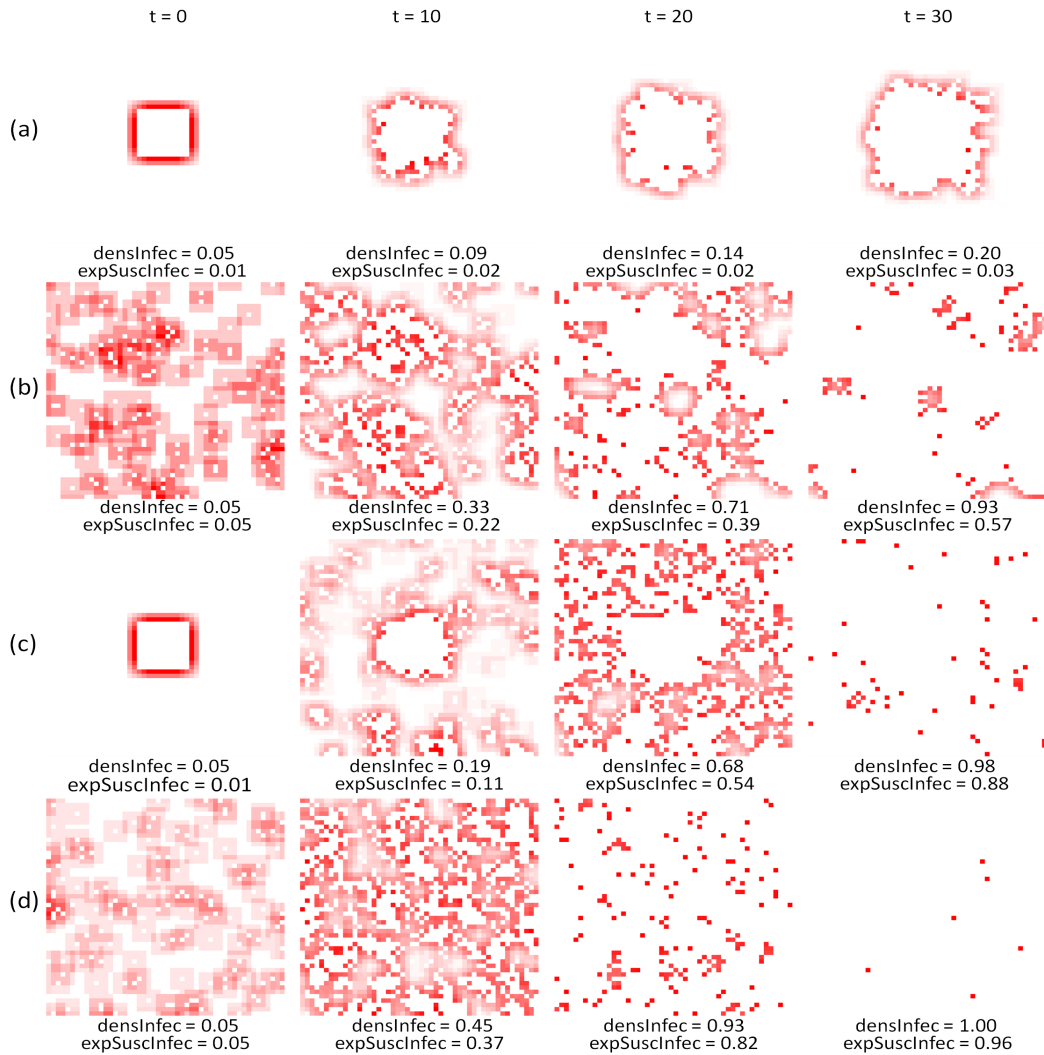 t = 0 t = 10 t = 20 t = 30
(a)
densInfec = 0.05 densInfec = 0.09 densInfec = 0.14 densInfec = 0.20
expSuscInfec = 0.01 expSuscInfec = 0.02 expSuscInfec = 0.02 expSuscInfec = 0.03
(b)
densInfec = 0.05 densInfec = 0.33 densInfec = 0.71 densInfec = 0.93
expSuscInfec = 0.05 expSuscInfec = 0.22 expSuscInfec = 0.39 expSuscInfec = 0.57
(c)
densInfec = 0.05 densInfec = 0.19 densInfec = 0.68 densInfec = 0.98
expSuscInfec = 0.01 expSuscInfec = 0.11 expSuscInfec = 0.54 expSuscInfec = 0.88
(d)
densInfec = 0.05 densInfec = 0.45 densInfec = 0.93 densInfec = 1.00
expSuscInfec = 0.05 expSuscInfec = 0.37 expSuscInfec = 0.82 expSuscInfec = 0.96